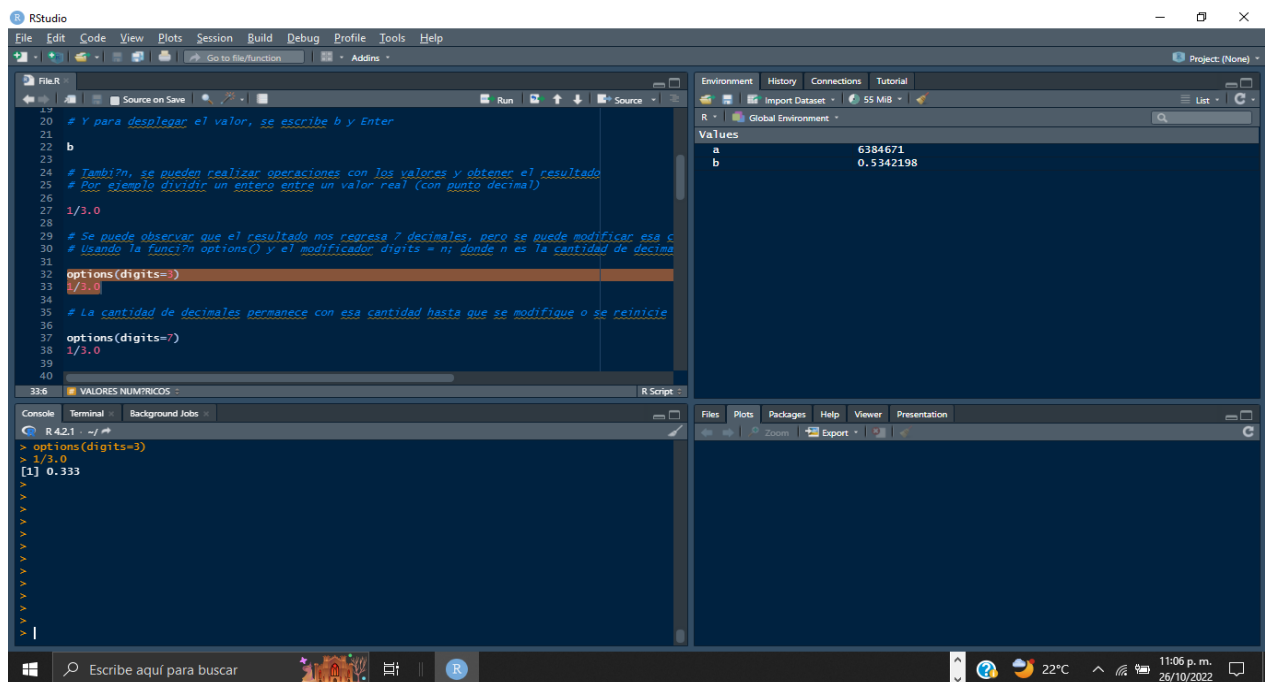 RStudio
File Edit Code View Plots Session Build Debug Profile Tools Help
Go to file/function Addins Project: (None)
File.R
Source on Save Run Source
19
20 # Y para desplegar el valor, se escribe b y Enter
21
22 b
23
24 # Tambi?n, se pueden realizar operaciones con los valores y obtener el resultado
25 # Por ejemplo dividir un entero entre un valor real (con punto decimal)
26
27 1/3.0
28
29 # Se puede observar que el resultado nos regresa 7 decimales, pero se puede modificar esa c
30 # Usando la funci?n options() y el modificador digits = n; donde n es la cantidad de decima
31
32 options(digits=3)
33 1/3.0
34
35 # La cantidad de decimales permanece con esa cantidad hasta que se modifique o se reinicie
36
37 options(digits=7)
38 1/3.0
39
40
33:6 VALORES NUM?RICOS R Script
Console Terminal Background Jobs
R 4.2.1 · ~/
> options(digits=3)
> 1/3.0
[1] 0.333
>
>
>
>
>
>
>
>
>
>
>
>
>
Environment History Connections Tutorial
Import Dataset 55 MiB List
R Global Environment
Values
a 6384671
b 0.5342198
Files Plots Packages Help Viewer Presentation
Zoom Export
Escribe aquí para buscar
22°C
11:06 p. m.
26/10/2022